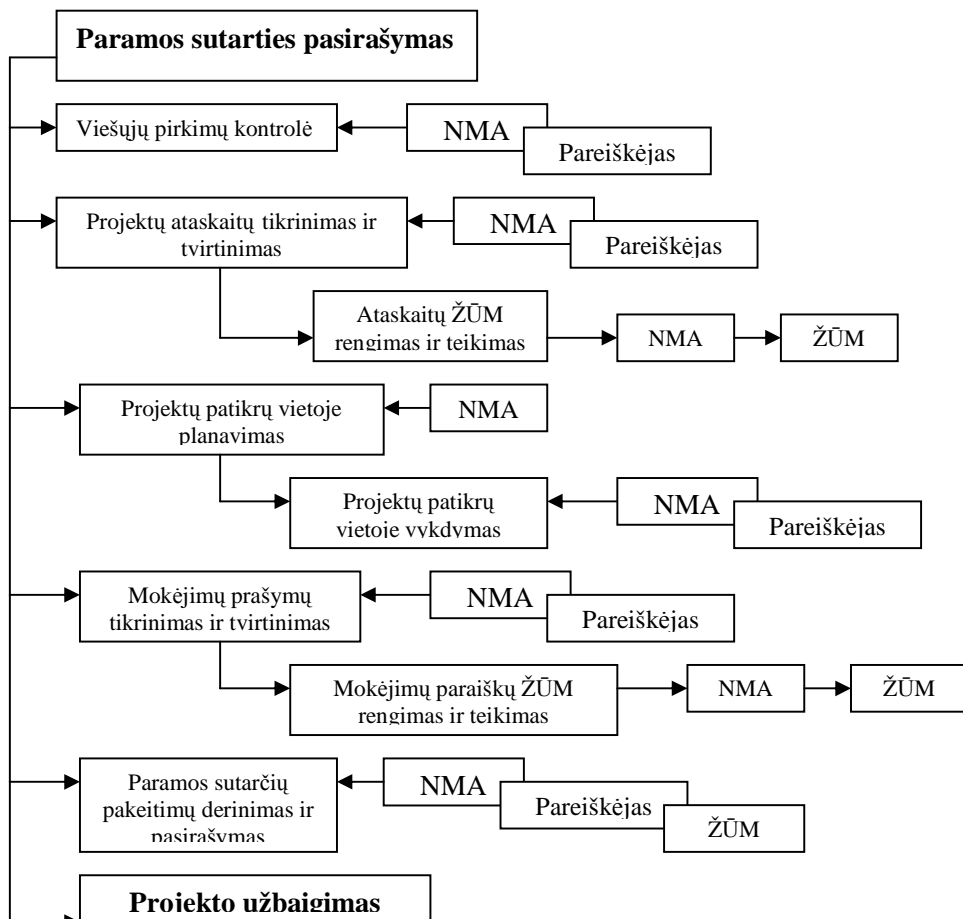 Paramos sutarties pasirašymas
Viešųjų pirkimų kontrolė
NMA
Pareiškėjas
Projektų ataskaitų tikrinimas ir
tvirtinimas
NMA
Pareiškėjas
Ataskaitų ŽŪM
rengimas ir teikimas
NMA
ŽŪM
Projektų patikrų vietoje
planavimas
NMA
Projektų patikrų
vietoje vykdymas
NMA
Pareiškėjas
Mokėjimų prašymų
tikrinimas ir tvirtinimas
NMA
Pareiškėjas
Mokėjimų paraiškų ŽŪM
rengimas ir teikimas
NMA
ŽŪM
Paramos sutarčių
pakeitimų derinimas ir
pasirašymas
NMA
Pareiškėjas
ŽŪM
Projekto užbaigimas